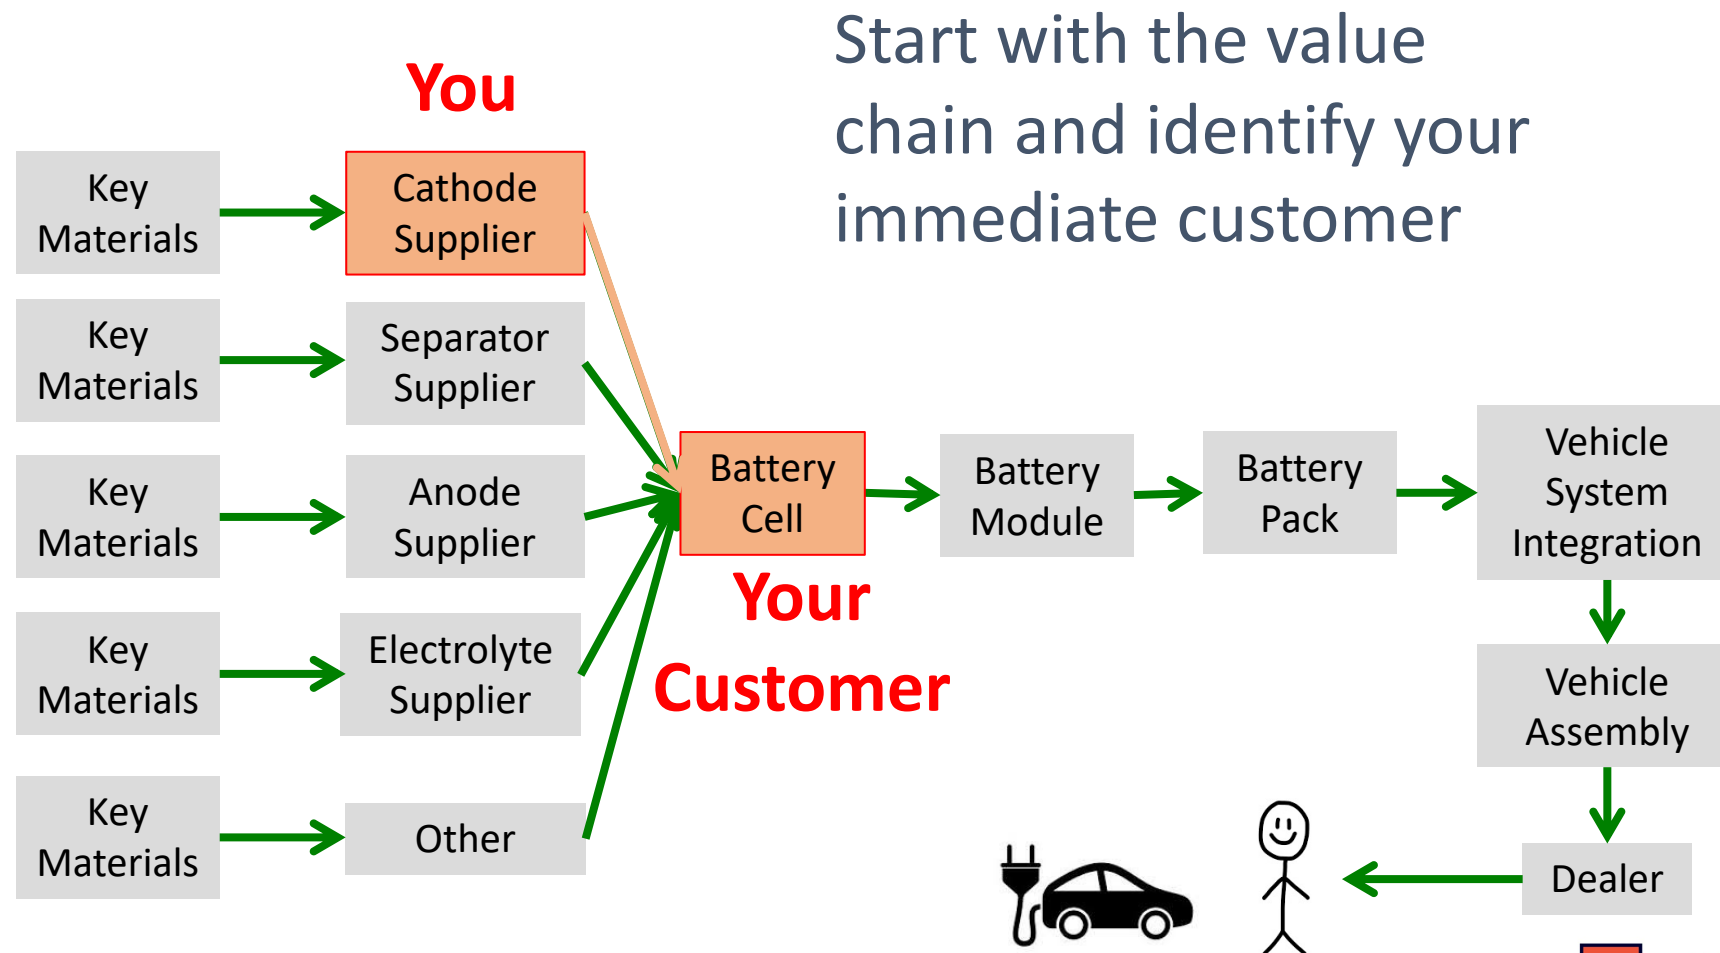 Start with the value
chain and identify your
immediate customer
You
Key
Materials
Cathode
Supplier
Key
Materials
Separator
Supplier
Key
Materials
Anode
Supplier
Key
Materials
Electrolyte
Supplier
Key
Materials
Other
Battery
Cell
Your
Customer
Battery
Module
Battery
Pack
Vehicle
System
Integration
Vehicle
Assembly
Dealer